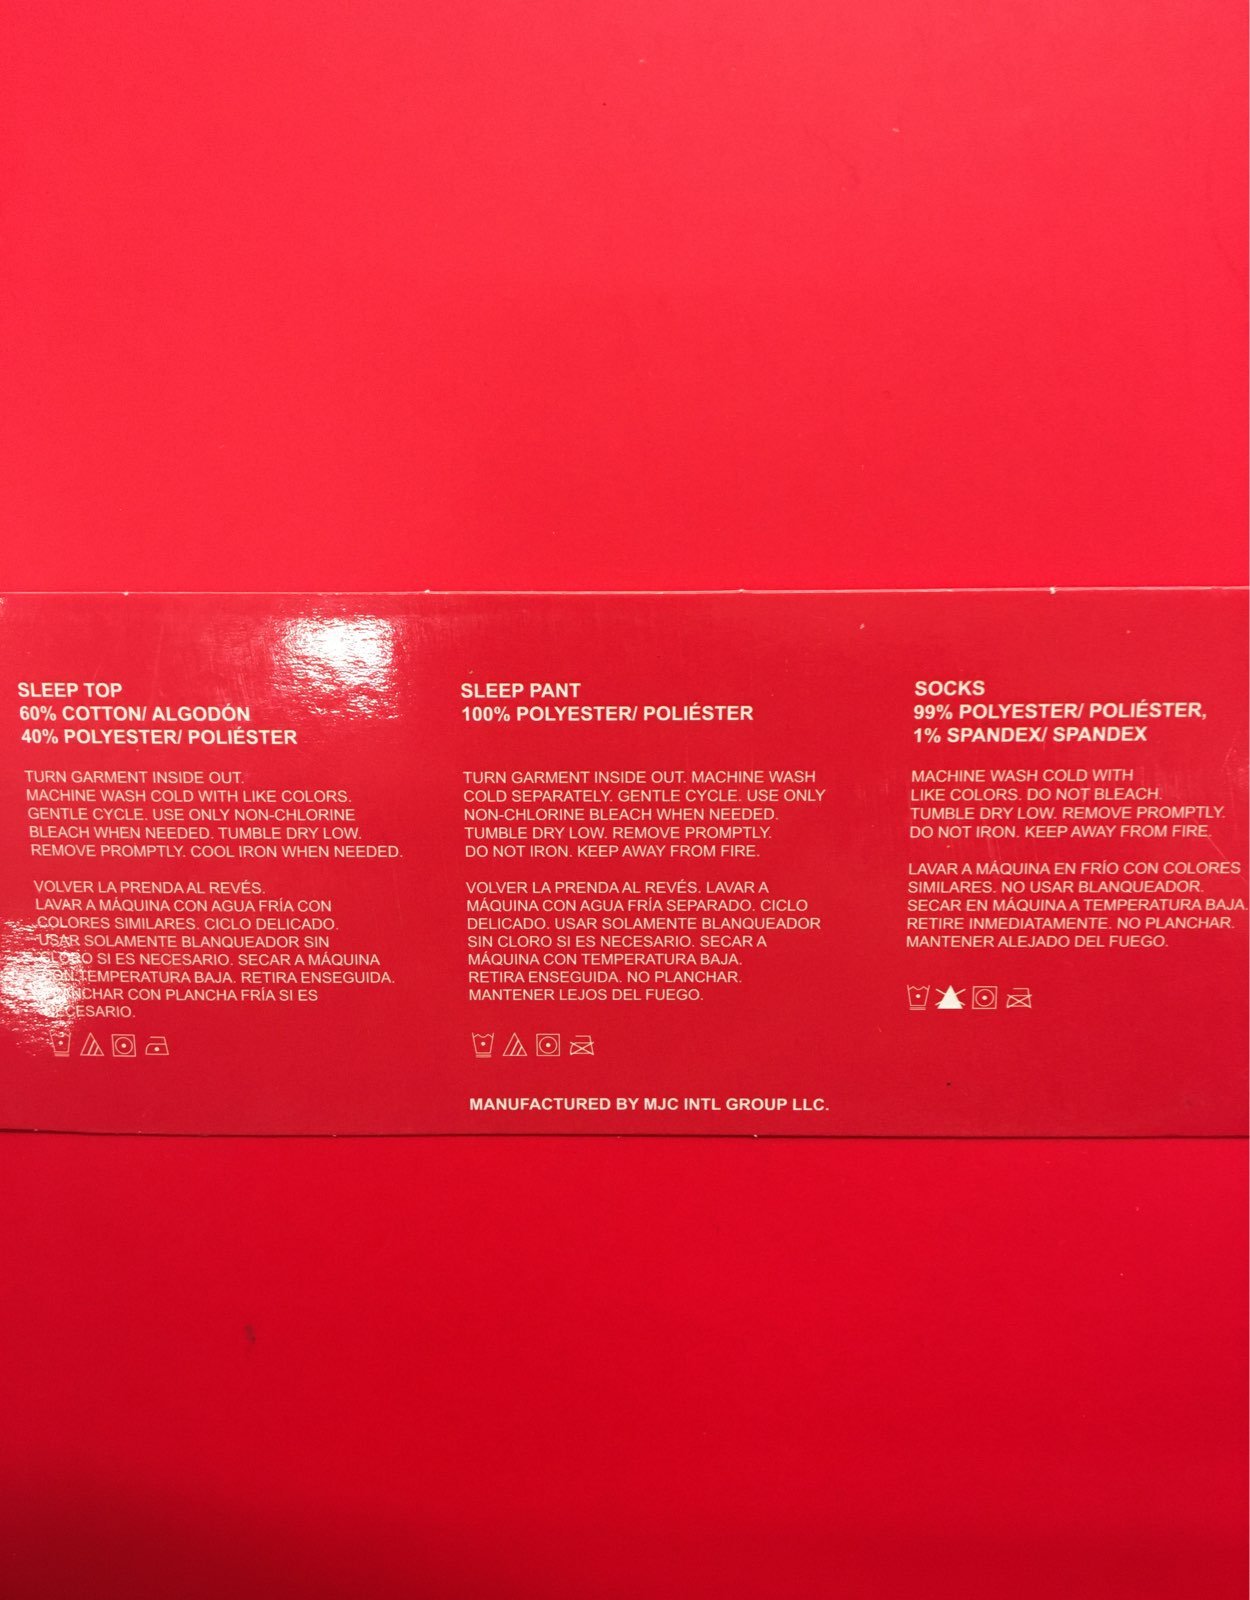 SLEEP TOP
60% COTTON/ ALGODÓN
40% POLYESTER/ POLIÉSTER
TURN GARMENT INSIDE OUT.
MACHINE WASH COLD WITH LIKE COLORS.
GENTLE CYCLE. USE ONLY NON-CHLORINE
BLEACH WHEN NEEDED. TUMBLE DRY LOW.
REMOVE PROMPTLY. COOL IRON WHEN NEEDED.
VOLVER LA PRENDA AL REVÉS.
LAVAR A MÁQUINA CON AGUA FRÍA CON
COLORES SIMILARES. CICLO DELICADO.
USAR SOLAMENTE BLANQUEADOR SIN
CLORO SI ES NECESARIO. SECAR A MÁQUINA
CON TEMPERATURA BAJA. RETIRA ENSEGUIDA.
PLANCHAR CON PLANCHA FRÍA SI ES
NECESARIO.
SLEEP PANT
100% POLYESTER/ POLIÉSTER
TURN GARMENT INSIDE OUT. MACHINE WASH
COLD SEPARATELY. GENTLE CYCLE. USE ONLY
NON-CHLORINE BLEACH WHEN NEEDED.
TUMBLE DRY LOW. REMOVE PROMPTLY.
DO NOT IRON. KEEP AWAY FROM FIRE.
VOLVER LA PRENDA AL REVÉS. LAVAR A
MÁQUINA CON AGUA FRÍA SEPARADO. CICLO
DELICADO. USAR SOLAMENTE BLANQUEADOR
SIN CLORO SI ES NECESARIO. SECAR A
MÁQUINA CON TEMPERATURA BAJA.
RETIRA ENSEGUIDA. NO PLANCHAR.
MANTENER LEJOS DEL FUEGO.
SOCKS
99% POLYESTER/ POLIÉSTER,
1% SPANDEX/ SPANDEX
MACHINE WASH COLD WITH
LIKE COLORS. DO NOT BLEACH.
TUMBLE DRY LOW. REMOVE PROMPTLY.
DO NOT IRON. KEEP AWAY FROM FIRE.
LAVAR A MÁQUINA EN FRÍO CON COLORES
SIMILARES. NO USAR BLANQUEADOR.
SECAR EN MÁQUINA A TEMPERATURA BAJA.
RETIRE INMEDIATAMENTE. NO PLANCHAR.
MANTENER ALEJADO DEL FUEGO.
MANUFACTURED BY MJC INTL GROUP LLC.